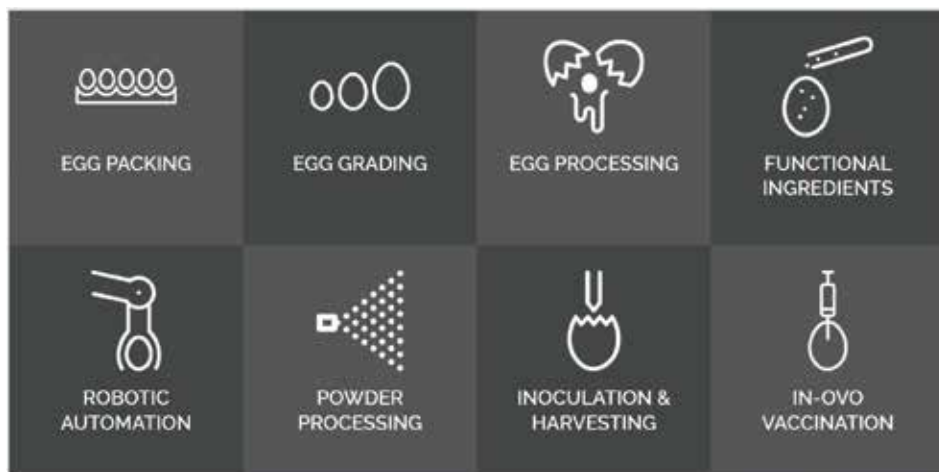 EGG PACKING
EGG GRADING
EGG PROCESSING
FUNCTIONAL
INGREDIENTS
ROBOTIC
AUTOMATION
POWDER
PROCESSING
INOCULATION &
HARVESTING
IN-OVO
VACCINATION